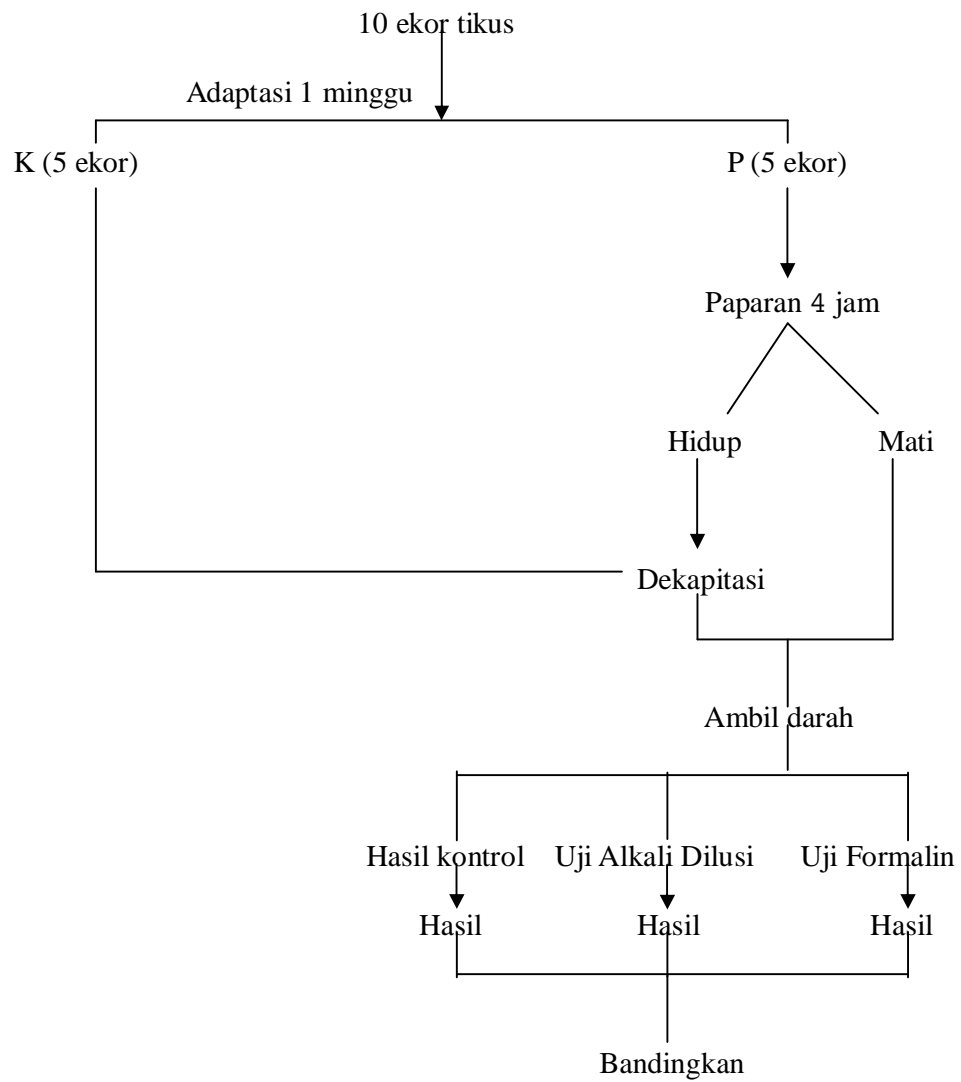 10 ekor tikus
Adaptasi 1 minggu
K (5 ekor)
P (5 ekor)
Paparan 4 jam
Hidup
Mati
Dekapitasi
Ambil darah
Hasil kontrol
Uji Alkali Dilusi
Uji Formalin
Hasil
Hasil
Hasil
Bandingkan